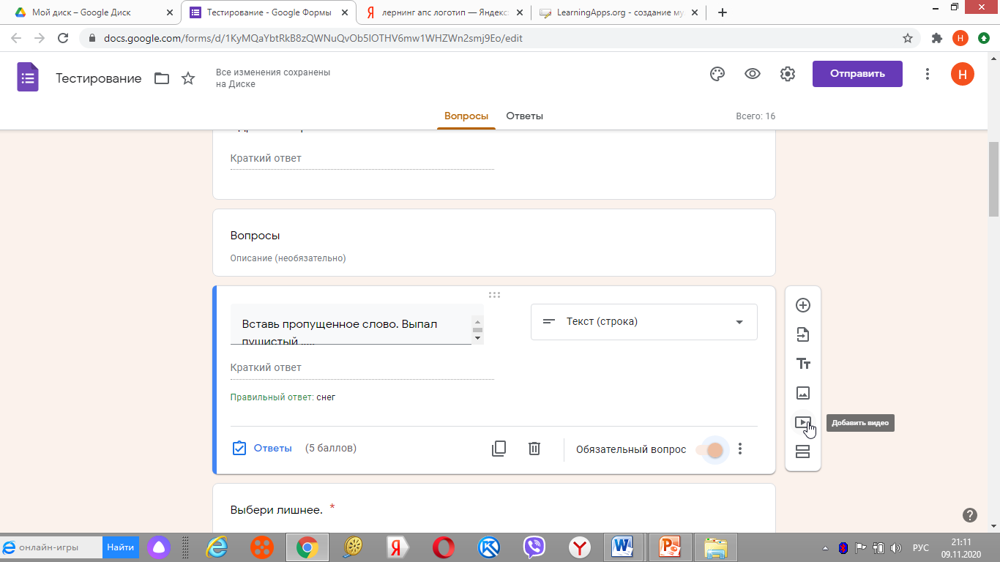 Мой диск – Google Диск
Тестирование - Google Формы
лернинг апс логотип — Яндекс
LearningApps.org - создание му
docs.google.com/forms/d/1KyMQaYbtRkB8zQWNuQvOb5IOTHV6mw1WHZWn2smj9Eo/edit
Н
Тестирование
Все изменения сохранены
на Диске
Отправить
Н
Вопросы
Ответы
Всего: 16
Краткий ответ
Вопросы
Описание (необязательно)
Вставь пропущенное слово. Выпал
пушистый .....
Текст (строка)
Краткий ответ
Правильный ответ: снег
Добавить видео
Ответы (5 баллов)
Обязательный вопрос
Выбери лишнее. *
онлайн-игры
Найти
РУС
21:11
09.11.2020